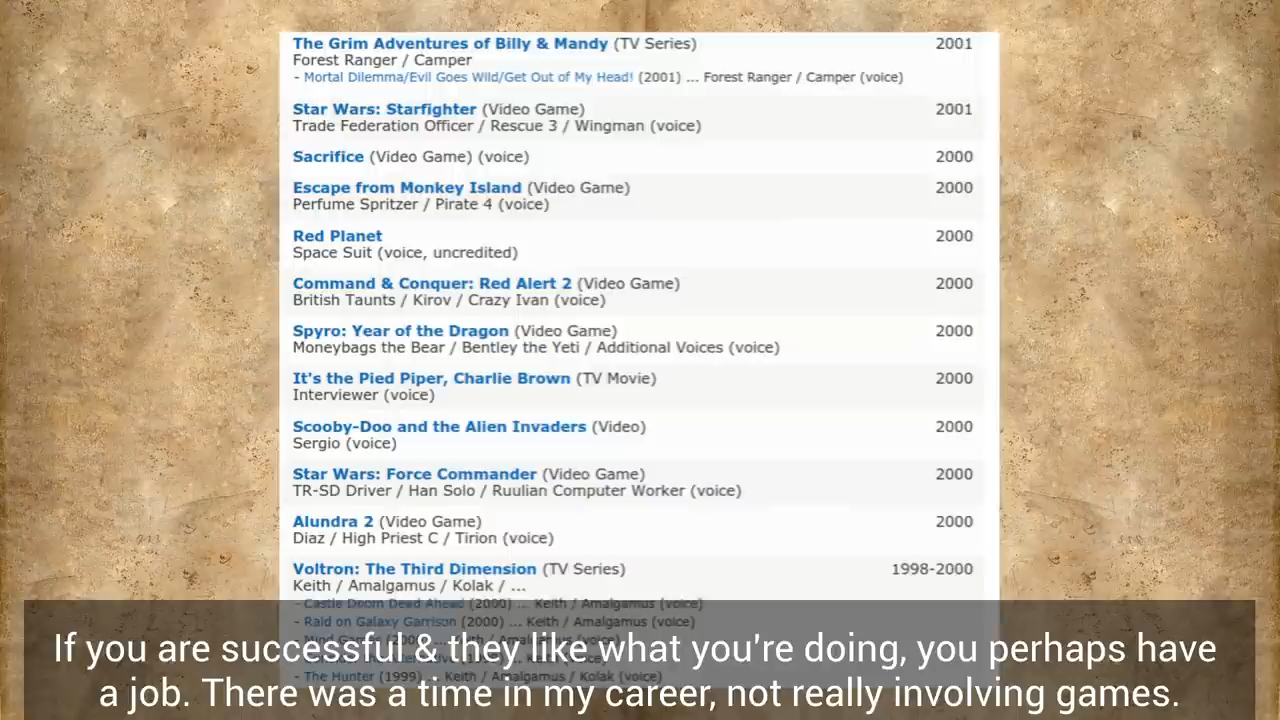 The Grim Adventures of Billy & Mandy (TV Series) 2001
Forest Ranger / Camper
- Mortal Dilemma/Evil Goes Wild/Get Out of My Head! (2001) ... Forest Ranger / Camper (voice)
Star Wars: Starfighter (Video Game) 2001
Trade Federation Officer / Rescue 3 / Wingman (voice)
Sacrifice (Video Game) (voice) 2000
Escape from Monkey Island (Video Game) 2000
Perfume Spritzer / Pirate 4 (voice)
Red Planet 2000
Space Suit (voice, uncredited)
Command & Conquer: Red Alert 2 (Video Game) 2000
British Taunts / Kirov / Crazy Ivan (voice)
Spyro: Year of the Dragon (Video Game) 2000
Moneybags the Bear / Bentley the Yeti / Additional Voices (voice)
It's the Pied Piper, Charlie Brown (TV Movie) 2000
Interviewer (voice)
Scooby-Doo and the Alien Invaders (Video) 2000
Sergio (voice)
Star Wars: Force Commander (Video Game) 2000
TR-SD Driver / Han Solo / Ruulian Computer Worker (voice)
Alundra 2 (Video Game) 2000
Diaz / High Priest C / Tirion (voice)
Voltron: The Third Dimension (TV Series) 1998-2000
Keith / Amalgamus / Kolak / ...
- Castle Doom Dead Ahead (2000) ... Keith / Amalgamus (voice)
- Raid on Galaxy Garrison (2000) ... Keith / Amalgamus (voice)
If you are successful & they like what you're doing, you perhaps have
- The Hunter (1999) ... Keith / Amalgamus / Kolak (voice)
a job. There was a time in my career, not really involving games.